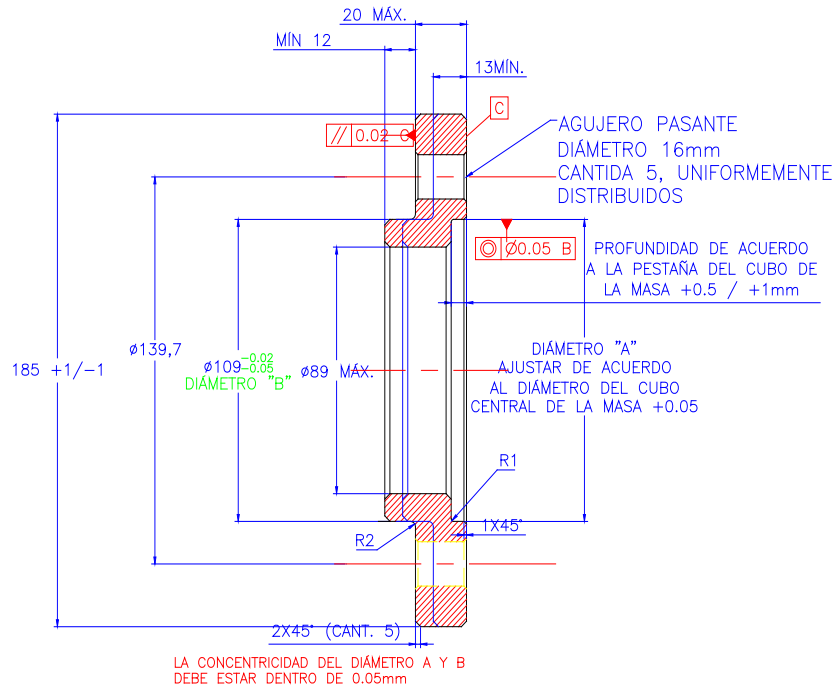 20 MÁX.
MÍN 12
13MÍN.
C
// 0.02 C
AGUJERO PASANTE
DIÁMETRO 16mm
CANTIDA 5, UNIFORMEMENTE
DISTRIBUIDOS
◎ Ø0.05 B
PROFUNDIDAD DE ACUERDO
A LA PESTAÑA DEL CUBO DE
LA MASA +0.5 / +1mm
185 +1/-1
Ø139,7
Ø109 -0.02
-0.05
DIÁMETRO "B"
Ø89 MÁX.
DIÁMETRO "A"
AJUSTAR DE ACUERDO
AL DIÁMETRO DEL CUBO
CENTRAL DE LA MASA +0.05
R1
R2
1X45°
2X45° (CANT. 5)
LA CONCENTRICIDAD DEL DIÁMETRO A Y B
DEBE ESTAR DENTRO DE 0.05mm